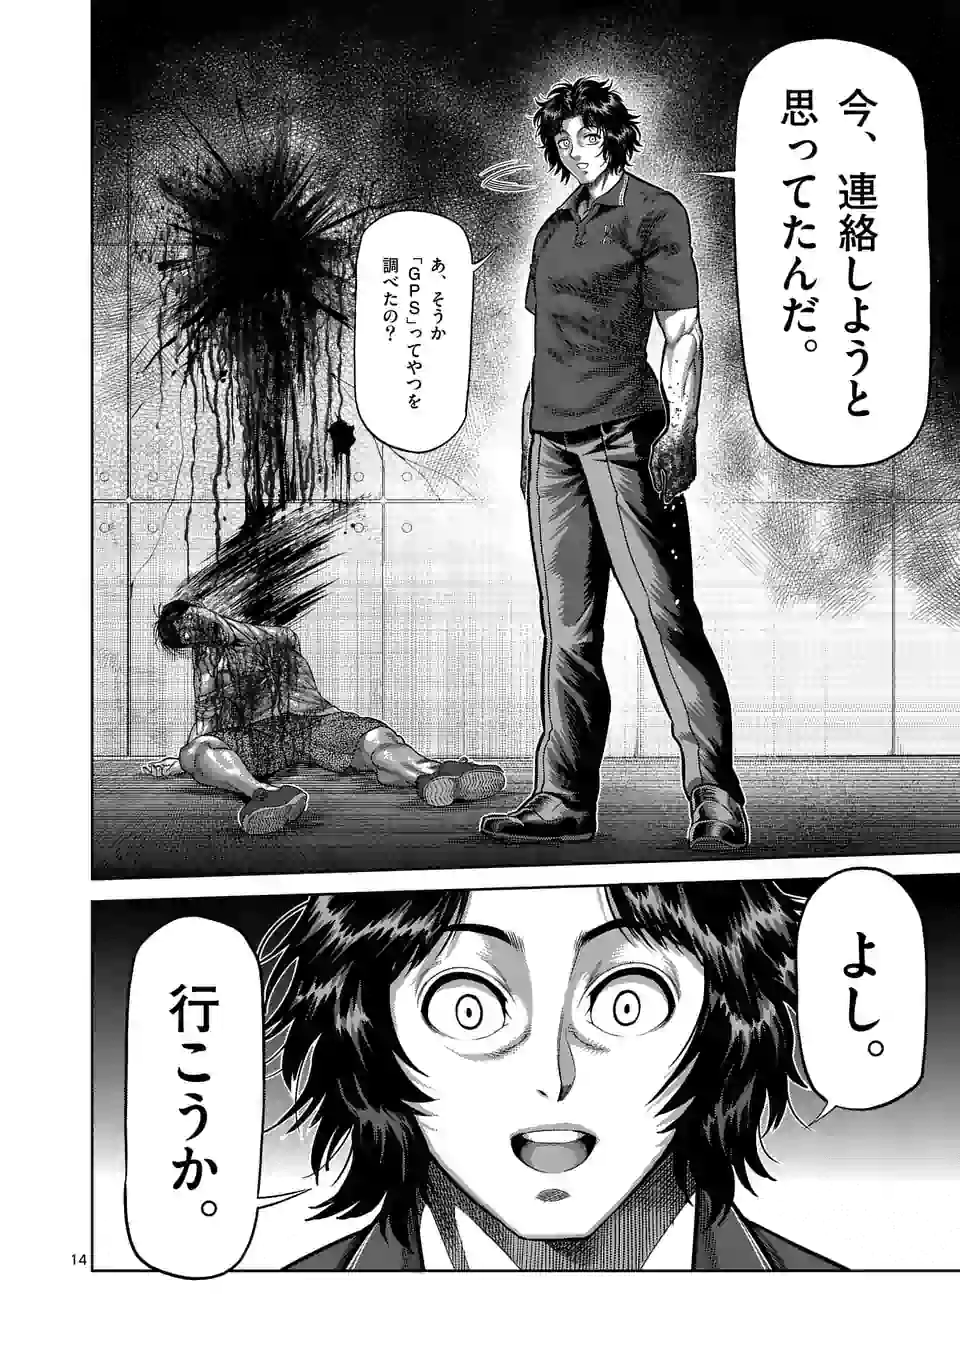 今、連絡しようと
思ってたんだ。
あ、そうか
「GPS」ってやつを
調べたの？
よし。
行こうか。
14